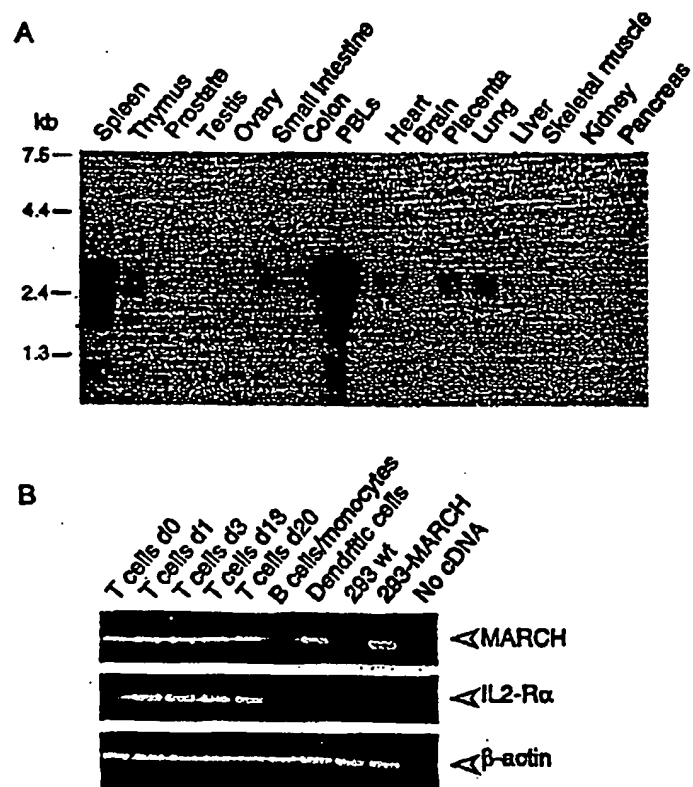 A
kb
Spleen
Thymus
Prostate
Testis
Ovary
Small Intestine
Colon
PBLs
Heart
Brain
Placenta
Lung
Liver
Skeletal muscle
Kidney
Pancreas
7.5
4.4
2.4
1.3
B
T cells d0
T cells d1
T cells d3
T cells d13
T cells d20
B cells/monocytes
Dendritic cells
293 wt
293-MARCH
No cDNA
MARCH
IL2-Rα
β-actin